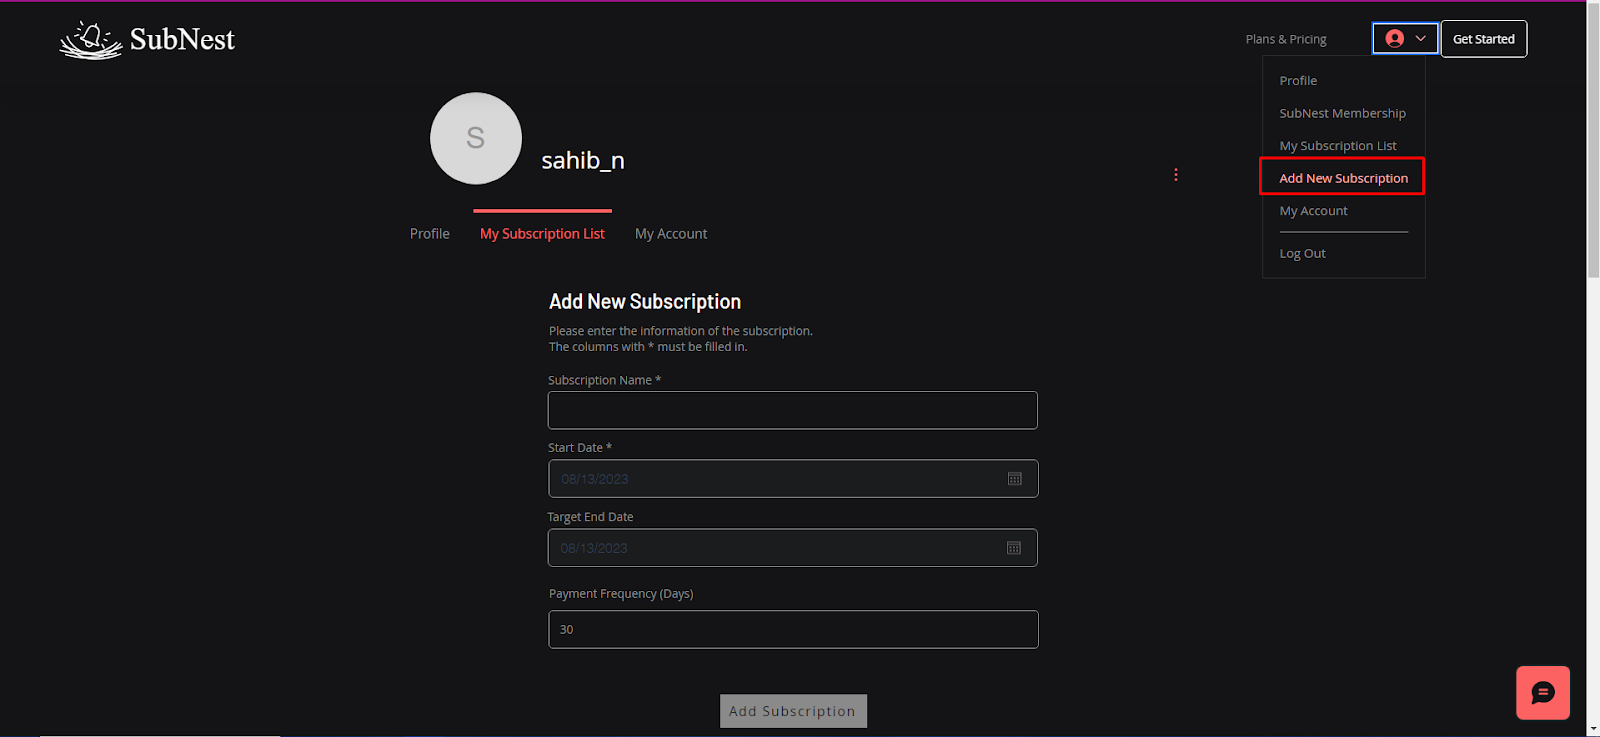 SubNest
Plans & Pricing
Get Started
Profile
SubNest Membership
My Subscription List
Add New Subscription
My Account
Log Out
S
sahib_n
Profile
My Subscription List
My Account
Add New Subscription
Please enter the information of the subscription.
The columns with * must be filled in.
Subscription Name *
Start Date *
08/13/2023
Target End Date
08/13/2023
Payment Frequency (Days)
30
Add Subscription